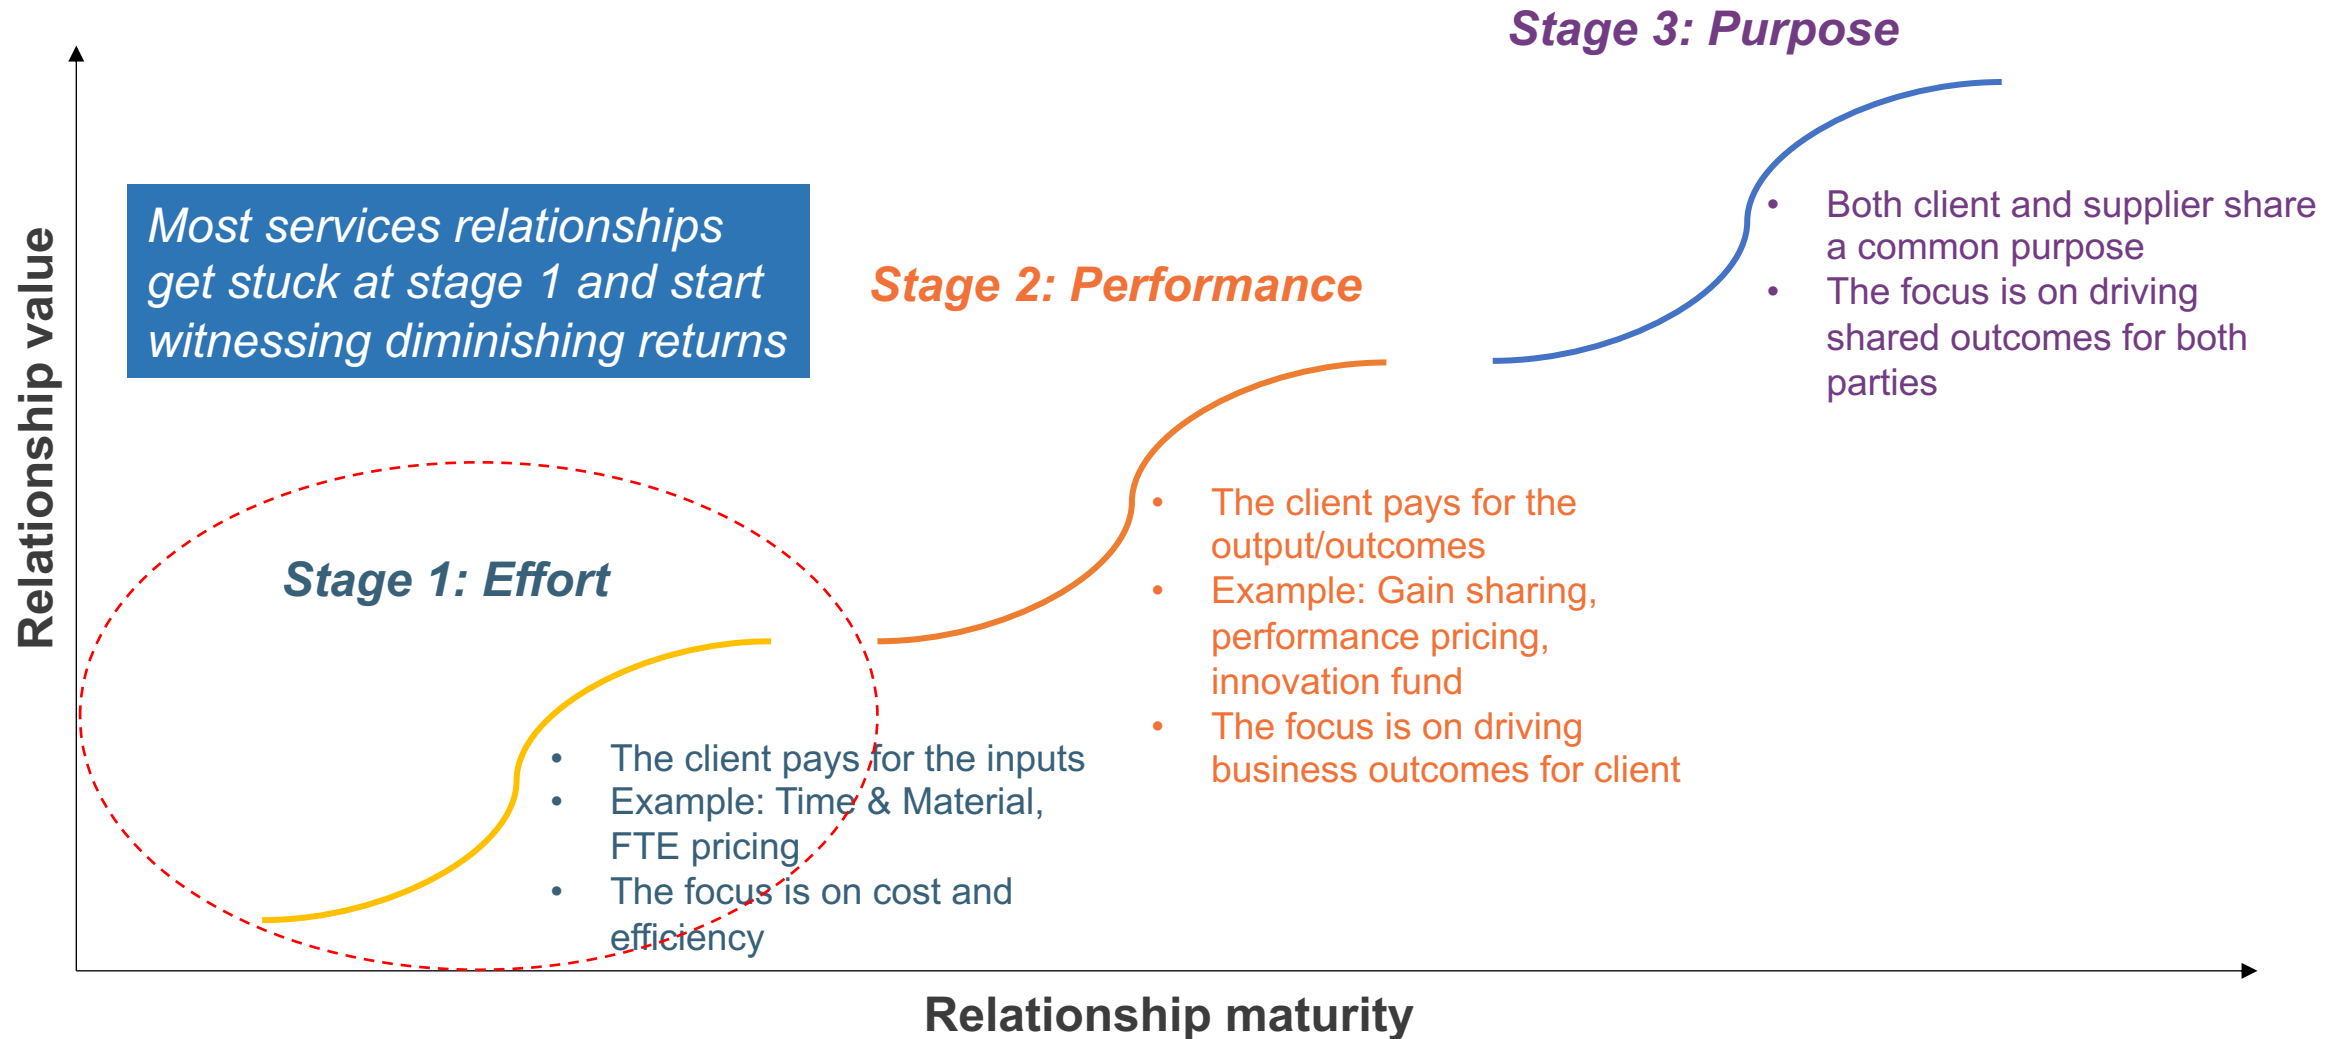 Stage 3: Purpose
Relationship value
Most services relationships
get stuck at stage 1 and start
witnessing diminishing returns
Stage 2: Performance
• Both client and supplier share
a common purpose
• The focus is on driving
shared outcomes for both
parties
Stage 1: Effort
• The client pays for the
output/outcomes
• Example: Gain sharing,
performance pricing,
innovation fund
• The focus is on driving
business outcomes for client
• The client pays for the inputs
• Example: Time & Material,
FTE pricing
• The focus is on cost and
efficiency
Relationship maturity